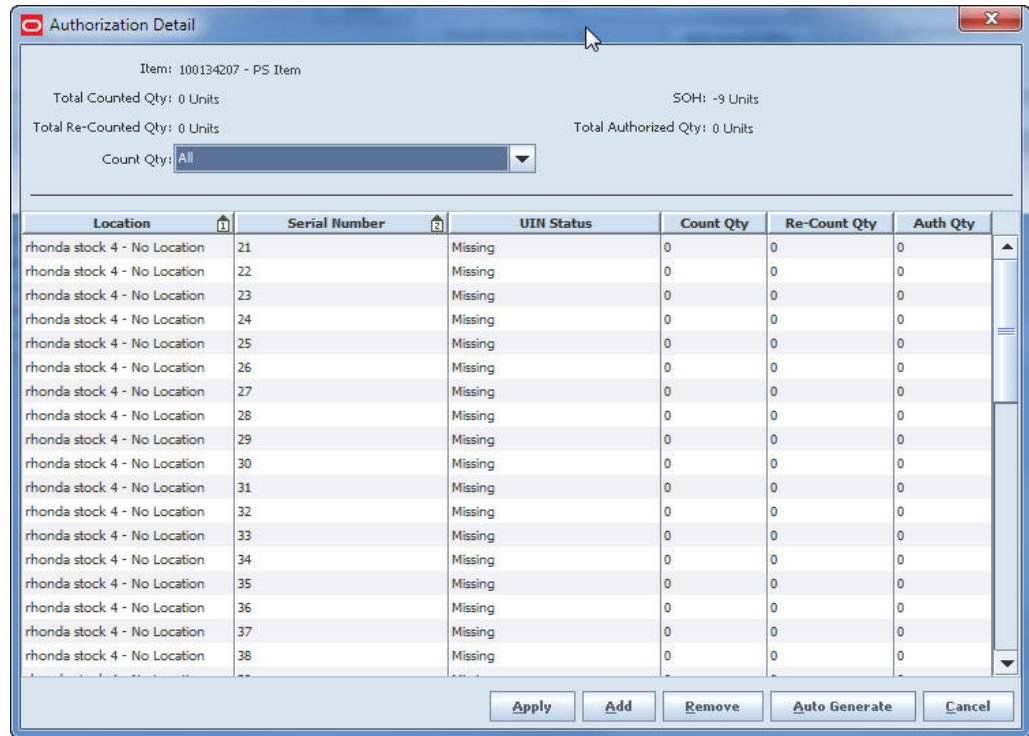 Authorization Detail
Item: 100134207 - PS Item
Total Counted Qty: 0 Units SOH: -9 Units
Total Re-Counted Qty: 0 Units Total Authorized Qty: 0 Units
Count Qty: All
Location 1 Serial Number 2 UIN Status Count Qty Re-Count Qty Auth Qty
rhonda stock 4 - No Location 21 Missing 0 0 0
rhonda stock 4 - No Location 22 Missing 0 0 0
rhonda stock 4 - No Location 23 Missing 0 0 0
rhonda stock 4 - No Location 24 Missing 0 0 0
rhonda stock 4 - No Location 25 Missing 0 0 0
rhonda stock 4 - No Location 26 Missing 0 0 0
rhonda stock 4 - No Location 27 Missing 0 0 0
rhonda stock 4 - No Location 28 Missing 0 0 0
rhonda stock 4 - No Location 29 Missing 0 0 0
rhonda stock 4 - No Location 30 Missing 0 0 0
rhonda stock 4 - No Location 31 Missing 0 0 0
rhonda stock 4 - No Location 32 Missing 0 0 0
rhonda stock 4 - No Location 33 Missing 0 0 0
rhonda stock 4 - No Location 34 Missing 0 0 0
rhonda stock 4 - No Location 35 Missing 0 0 0
rhonda stock 4 - No Location 36 Missing 0 0 0
rhonda stock 4 - No Location 37 Missing 0 0 0
rhonda stock 4 - No Location 38 Missing 0 0 0
Apply Add Remove Auto Generate Cancel